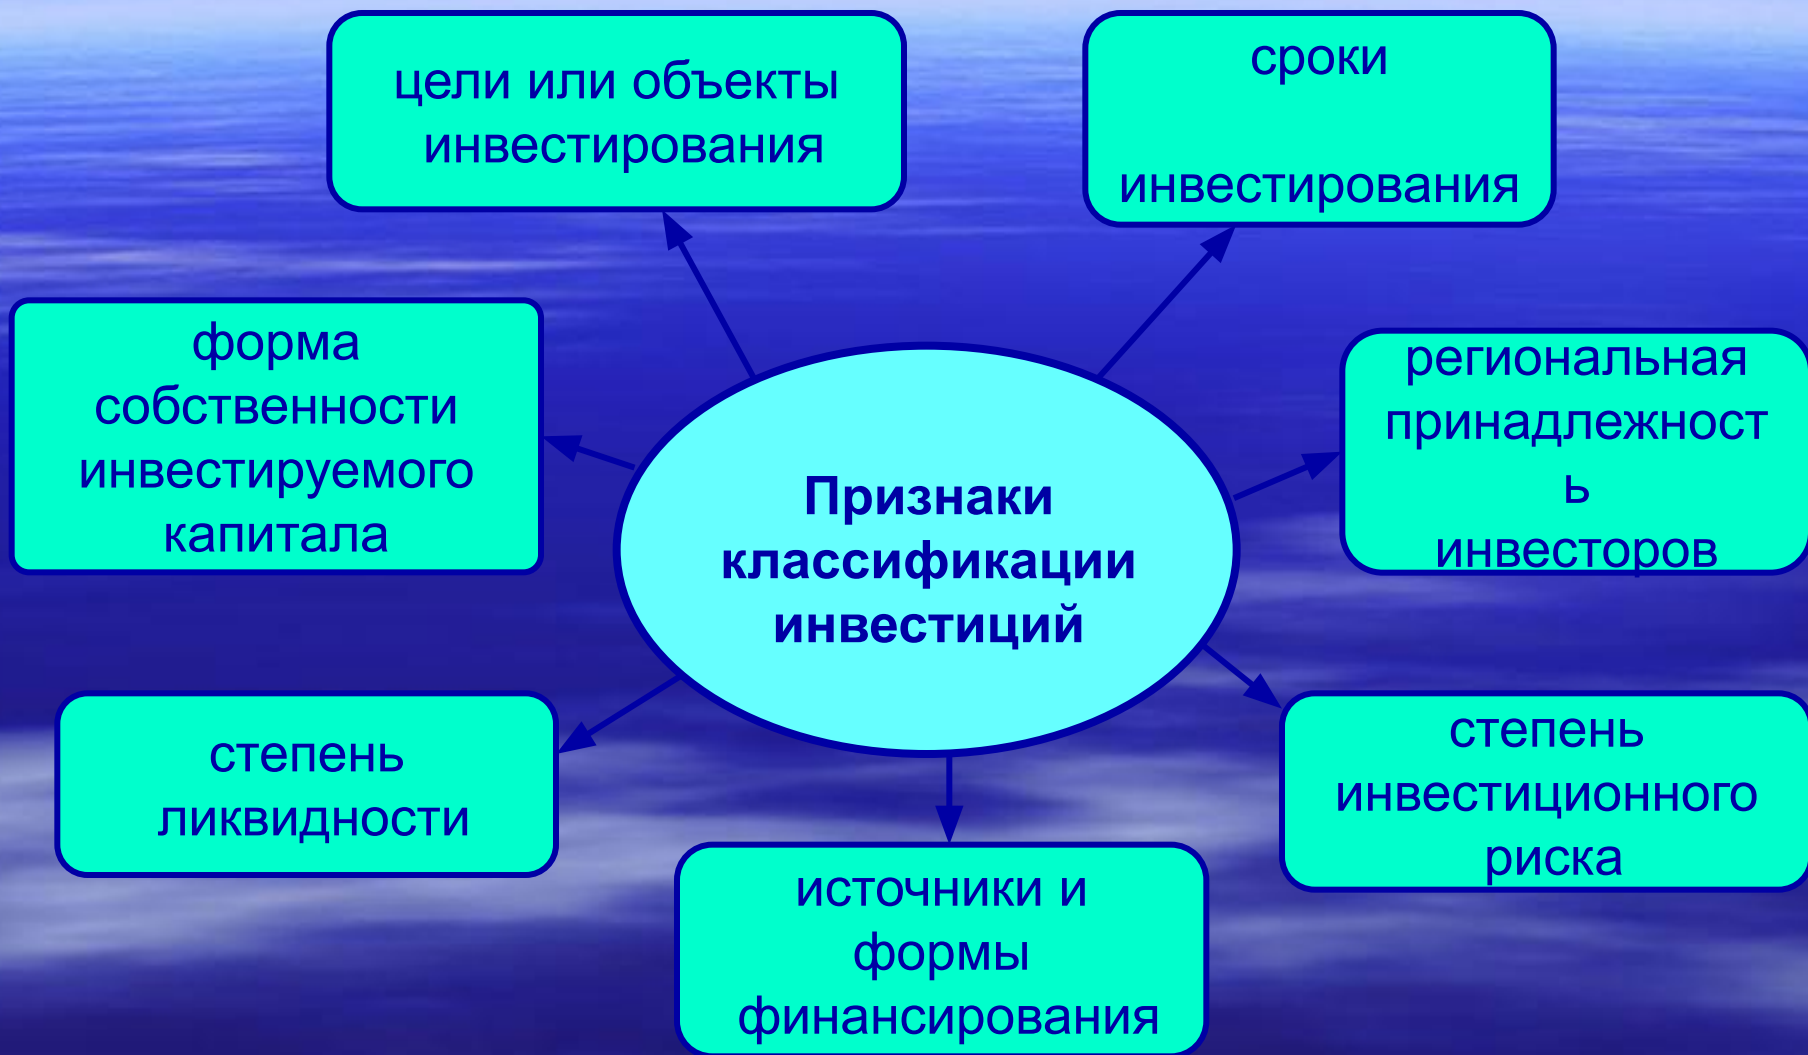 цели или объекты
инвестирования
сроки
инвестирования
форма
собственности
инвестируемого
капитала
региональная
принадлежност
ь
инвесторов
Признаки
классификации
инвестиций
степень
ликвидности
степень
инвестиционного
риска
источники и
формы
финансирования